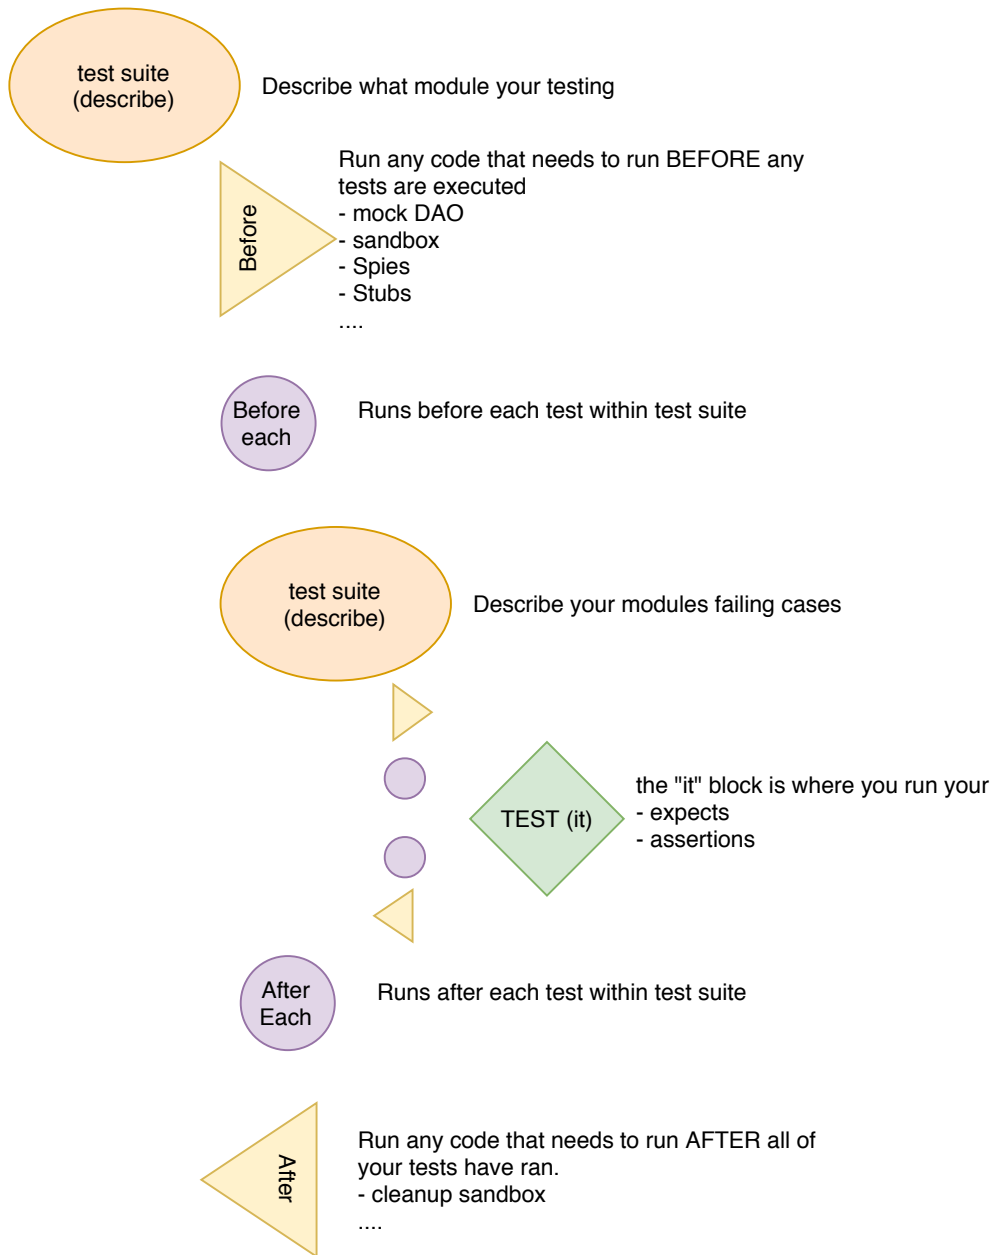 test suite
(describe)
Describe what module your testing
Run any code that needs to run BEFORE any
tests are executed
- mock DAO
- sandbox
- Spies
- Stubs
....
Before
Before
each
Runs before each test within test suite
test suite
(describe)
Describe your modules failing cases
TEST (it)
the "it" block is where you run your
- expects
- assertions
After
Each
Runs after each test within test suite
After
Run any code that needs to run AFTER all of
your tests have ran.
- cleanup sandbox
....